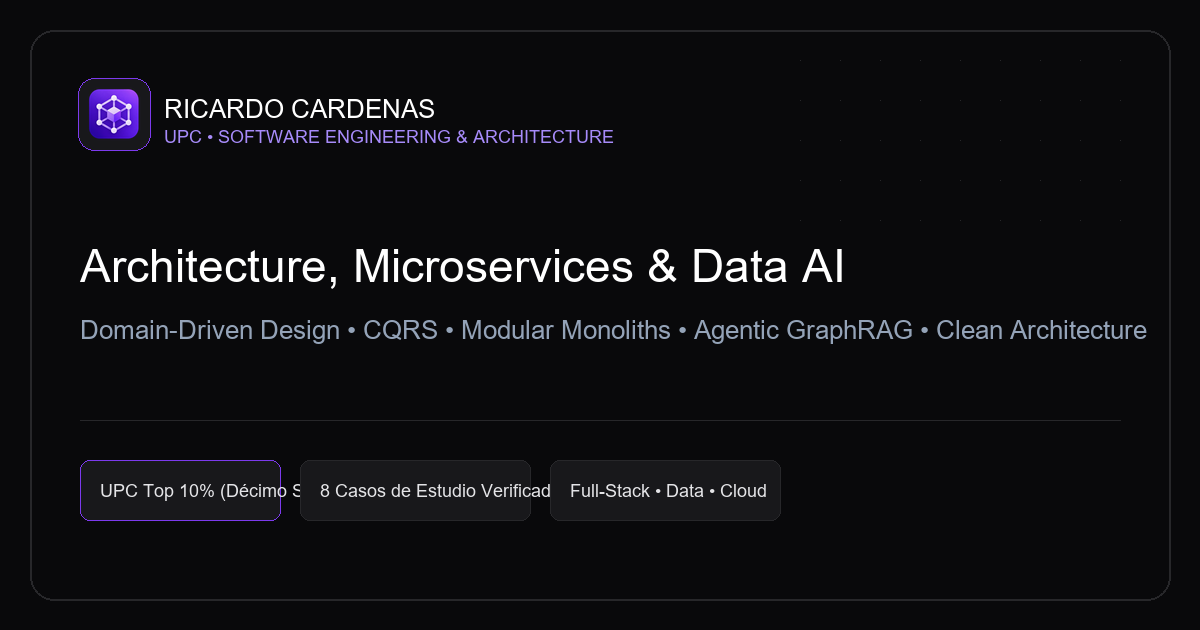 RICARDO CARDENAS
UPC • SOFTWARE ENGINEERING & ARCHITECTURE
Architecture, Microservices & Data AI
Domain-Driven Design • CQRS • Modular Monoliths • Agentic GraphRAG • Clean Architecture
UPC Top 10% (Décimo S
8 Casos de Estudio Verificad
Full-Stack • Data • Cloud